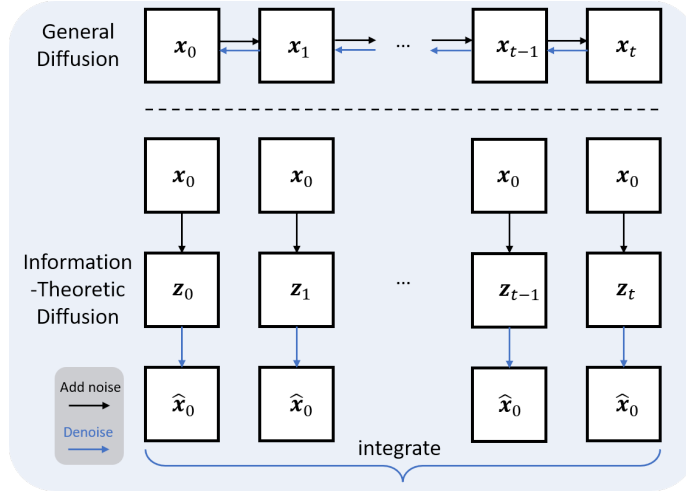 General
Diffusion
x₀ x₁ ... xₜ₋₁ xₜ
x₀ x₀ x₀ x₀
Information
-Theoretic
Diffusion
z₀ z₁ ... zₜ₋₁ zₜ
x̂₀ x̂₀ x̂₀ x̂₀
Add noise
Denoise
integrate